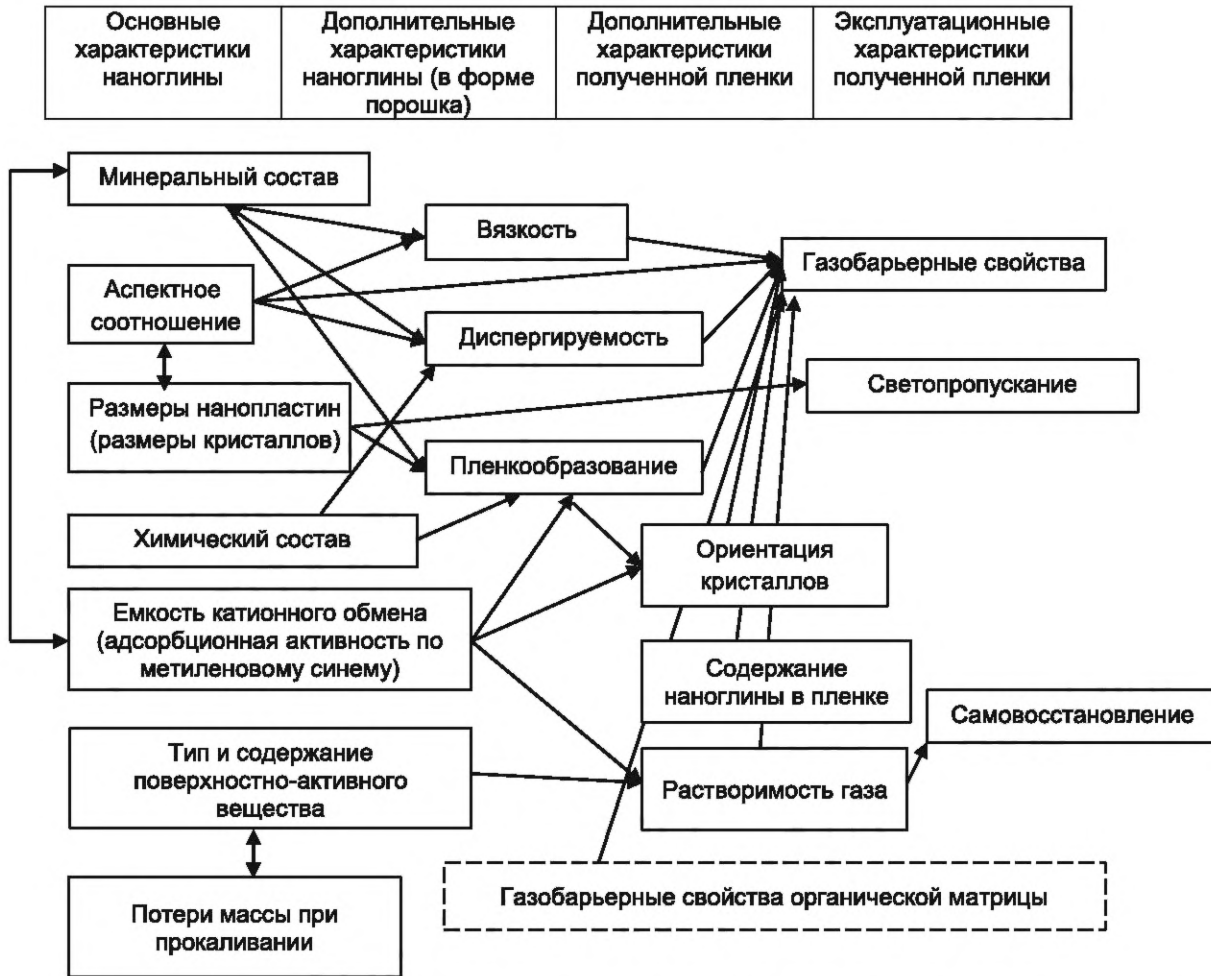 Основные
характеристики
наноглины
Дополнительные
характеристики
наноглины (в форме
порошка)
Дополнительные
характеристики
полученной пленки
Эксплуатационные
характеристики
полученной пленки
Минеральный состав
Вязкость
Газобарьерные свойства
Аспектное
соотношение
Диспергируемость
Светопропускание
Размеры нанопластин
(размеры кристаллов)
Пленкообразование
Химический состав
Ориентация
кристаллов
Емкость катионного обмена
(адсорбционная активность по
метиленовому синему)
Содержание
наноглины в пленке
Самовосстановление
Тип и содержание
поверхностно-активного
вещества
Растворимость газа
Газобарьерные свойства органической матрицы
Потери массы при
прокаливании